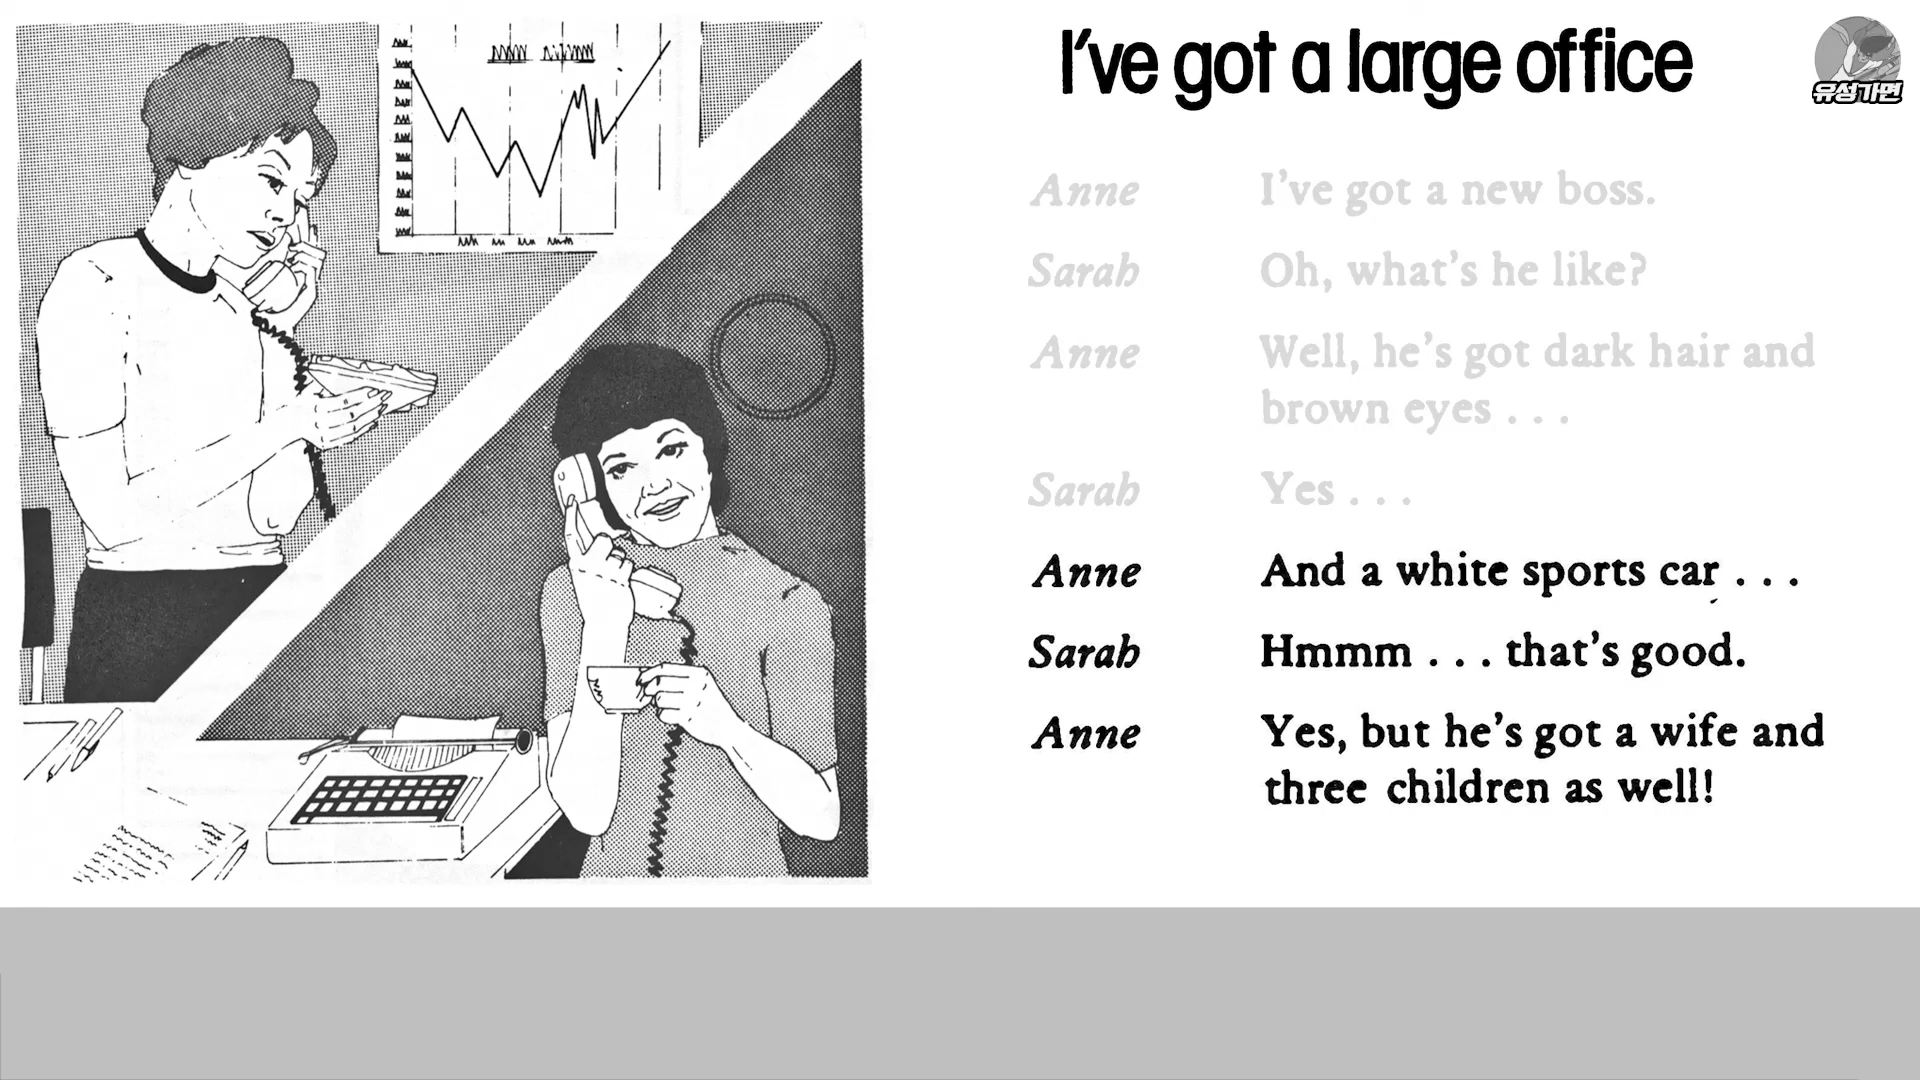 I've got a large office
유성가면
Anne I've got a new boss.
Sarah Oh, what's he like?
Anne Well, he's got dark hair and
brown eyes . . .
Sarah Yes . . .
Anne And a white sports car . . .
Sarah Hmmm . . . that's good.
Anne Yes, but he's got a wife and
three children as well!